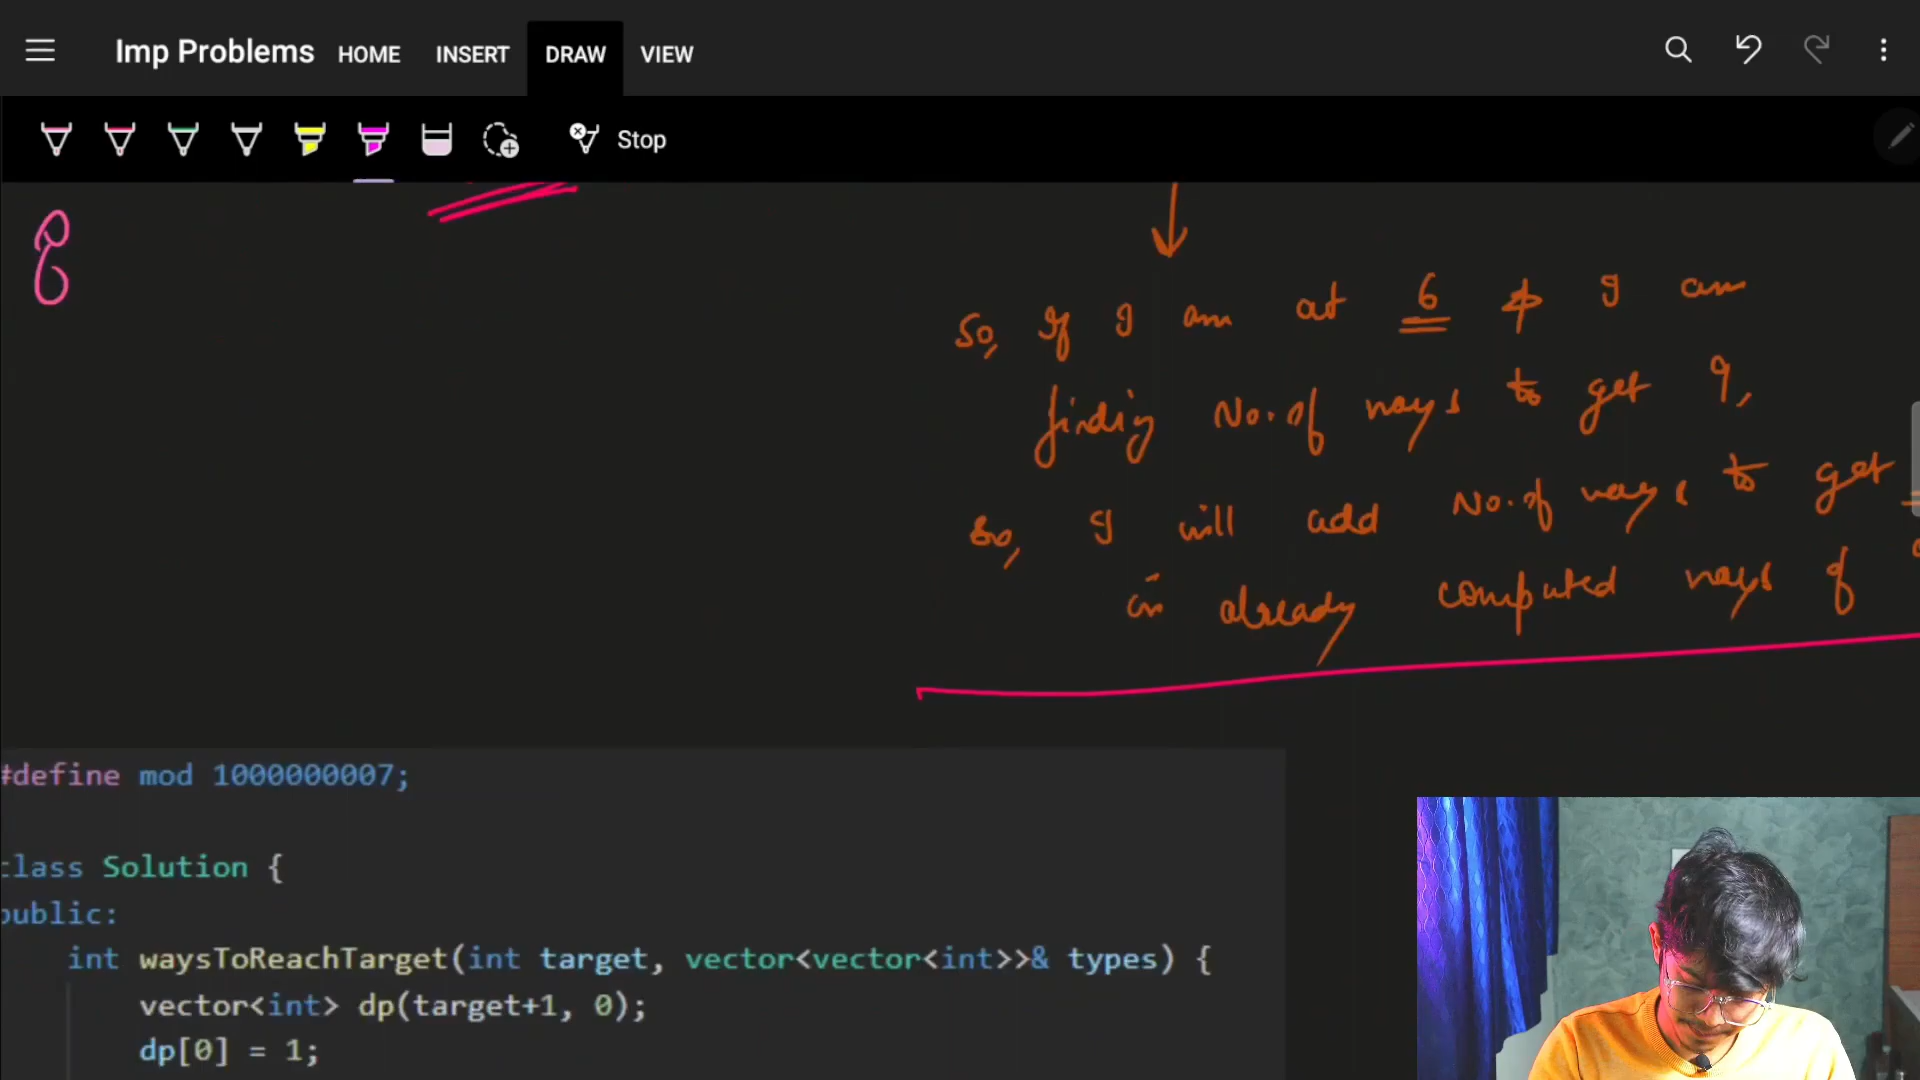 Imp Problems HOME INSERT DRAW VIEW
Stop
8
So, If I am at 6 & I am
finding No. of ways to get 9,
So, I will add No. of ways to get
in already computed ways of
#define mod 1000000007;
class Solution {
public:
int waysToReachTarget(int target, vector<vector<int>>& types) {
vector<int> dp(target+1, 0);
dp[0] = 1;